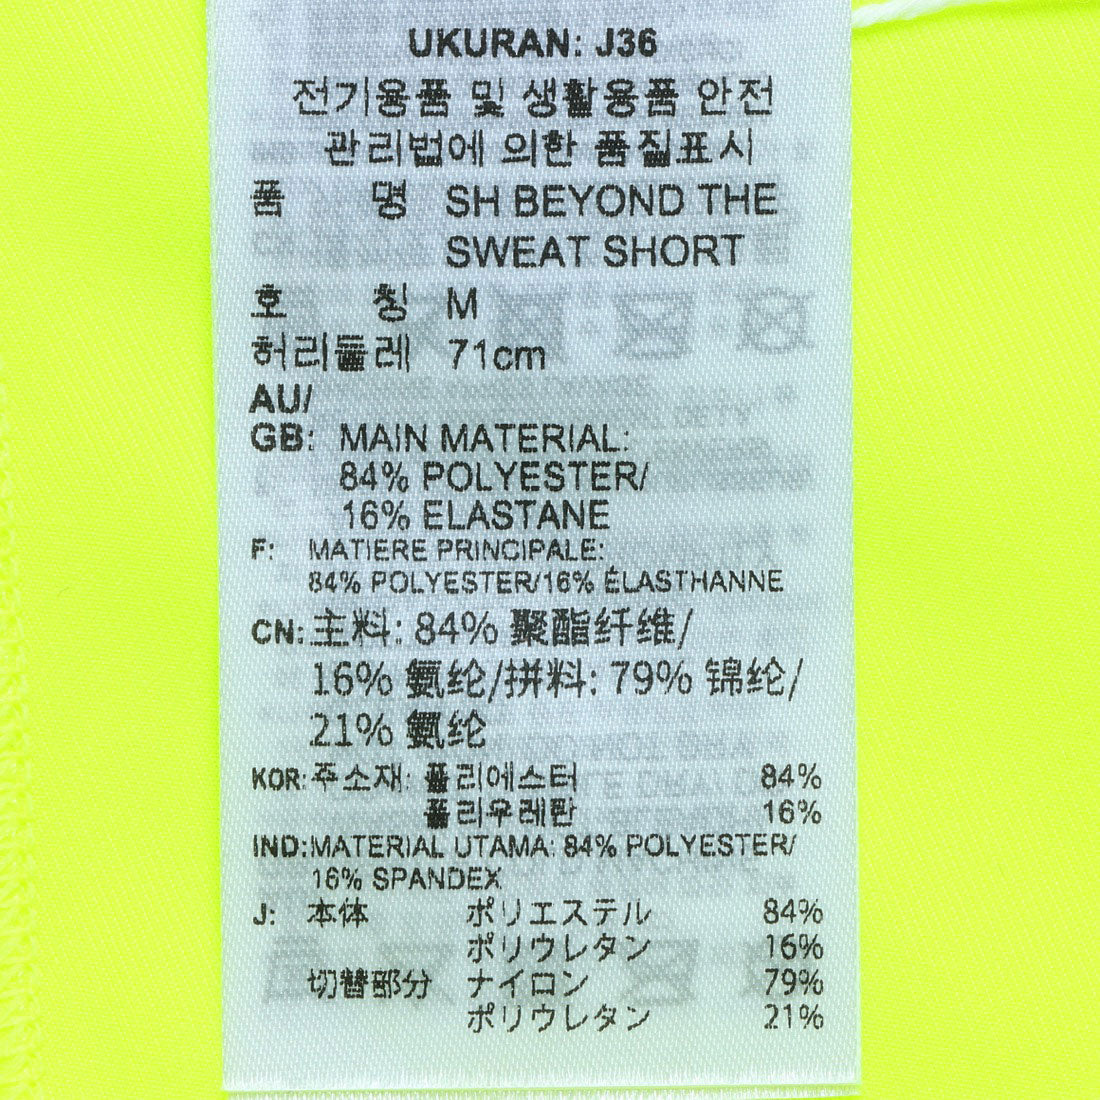 UKURAN: J36
전기용품 및 생활용품 안전
관리법에 의한 품질표시
품 명 SH BEYOND THE
SWEAT SHORT
호 칭 M
허리둘레 71cm
AU/
GB: MAIN MATERIAL:
84% POLYESTER/
16% ELASTANE
F: MATIERE PRINCIPALE:
84% POLYESTER/16% ÉLASTHANNE
CN: 主料: 84% 聚酯纤维/
16% 氨纶/拼料: 79% 锦纶/
21% 氨纶
KOR: 주소재: 폴리에스터 84%
폴리우레탄 16%
IND: MATERIAL UTAMA: 84% POLYESTER/
16% SPANDEX
J: 本体 ポリエステル 84%
ポリウレタン 16%
切替部分 ナイロン 79%
ポリウレタン 21%